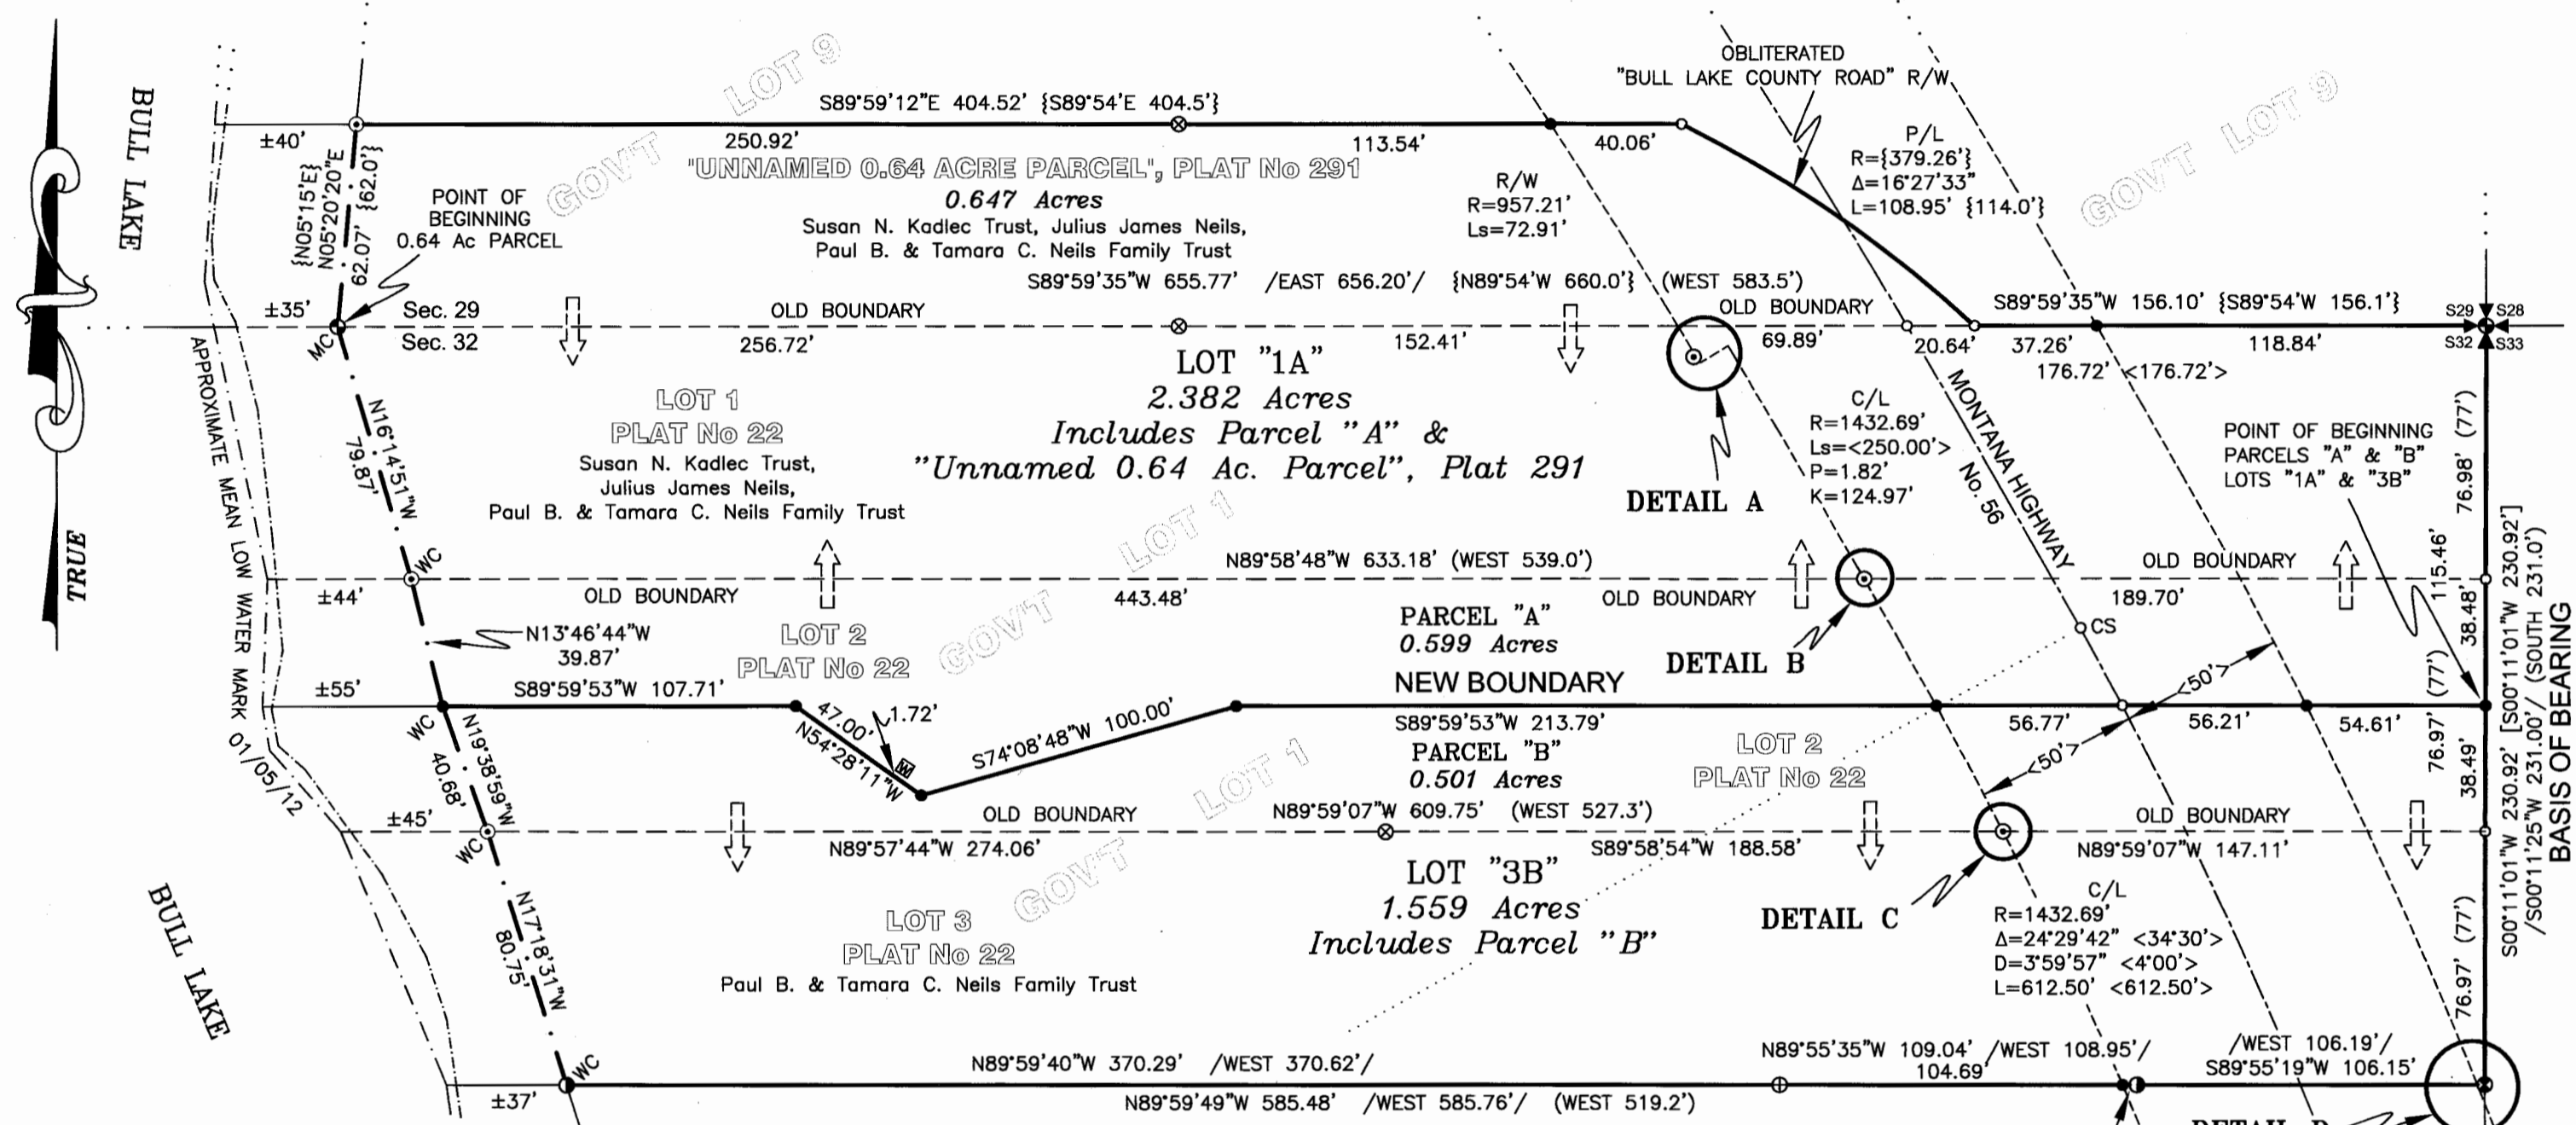 OBLITERATED
"BULL LAKE COUNTY ROAD" R/W
LOT 9
LOT 9
BULL LAKE
S89°59'12"E 404.52' {S89°54'E 404.5'}
±40'
250.92'
113.54'
40.06'
P/L
R={379.26'}
Δ=16°27'33"
L=108.95' {114.0'}
GOV'T
GOV'T
"UNNAMED 0.64 ACRE PARCEL", PLAT No 291
0.647 Acres
Susan N. Kadlec Trust, Julius James Neils,
Paul B. & Tamara C. Neils Family Trust
R/W
R=957.21'
Ls=72.91'
{N05°15'E}
N05°20'20"E
62.07' {62.0'}
POINT OF
BEGINNING
0.64 Ac PARCEL
S89°59'35"W 655.77' /EAST 656.20'/ {N89°54'W 660.0'} (WEST 583.5')
±35'
Sec. 29
OLD BOUNDARY
OLD BOUNDARY
S89°59'35"W 156.10' {S89°54'W 156.1'}
S29
S28
MC
Sec. 32
256.72'
152.41'
69.89'
20.64'
37.26'
118.84'
S32
S33
176.72' <176.72'>
LOT "1A"
2.382 Acres
Includes Parcel "A" &
"Unnamed 0.64 Ac. Parcel", Plat 291
APPROXIMATE MEAN LOW WATER MARK 01/05/12
N16°14'51"W
79.87'
LOT 1
PLAT No 22
Susan N. Kadlec Trust,
Julius James Neils,
Paul B. & Tamara C. Neils Family Trust
DETAIL A
C/L
R=1432.69'
Ls=<250.00'>
P=1.82'
K=124.97'
MONTANA HIGHWAY
No. 56
POINT OF BEGINNING
PARCELS "A" & "B"
LOTS "1A" & "3B"
76.98' (77')
115.46'
S00°11'01"W 230.92' [S00°11'01"W 230.92']
/S00°11'25"W 231.00'/ (SOUTH 231.0')
BASIS OF BEARING
TRUE
LOT 1
GOV'T
WC
N89°58'48"W 633.18' (WEST 539.0')
OLD BOUNDARY
±44'
OLD BOUNDARY
443.48'
OLD BOUNDARY
189.70'
38.48'
N13°46'44"W
39.87'
LOT 2
PLAT No 22
PARCEL "A"
0.599 Acres
DETAIL B
CS
NEW BOUNDARY
<50'>
76.97' (77')
±55'
WC
S89°59'53"W 107.71'
47.00'
N54°28'11"W
1.72'
W
S74°08'48"W 100.00'
S89°59'53"W 213.79'
56.77'
56.21'
54.61'
PARCEL "B"
0.501 Acres
LOT 2
PLAT No 22
<50'>
38.49'
LOT 1
GOV'T
N19°38'59"W
40.68'
±45'
WC
OLD BOUNDARY
N89°59'07"W 609.75' (WEST 527.3')
OLD BOUNDARY
N89°57'44"W 274.06'
S89°58'54"W 188.58'
N89°59'07"W 147.11'
LOT "3B"
1.559 Acres
Includes Parcel "B"
DETAIL C
C/L
R=1432.69'
Δ=24°29'42" <34°30'>
D=3°59'57" <4°00'>
L=612.50' <612.50'>
76.97' (77')
BULL LAKE
N17°18'31"W
80.75'
LOT 3
PLAT No 22
Paul B. & Tamara C. Neils Family Trust
WC
±37'
N89°59'40"W 370.29' /WEST 370.62'/
N89°55'35"W 109.04' /WEST 108.95'/
104.69'
/WEST 106.19'/
S89°55'19"W 106.15'
N89°59'49"W 585.48' /WEST 585.76'/ (WEST 519.2')